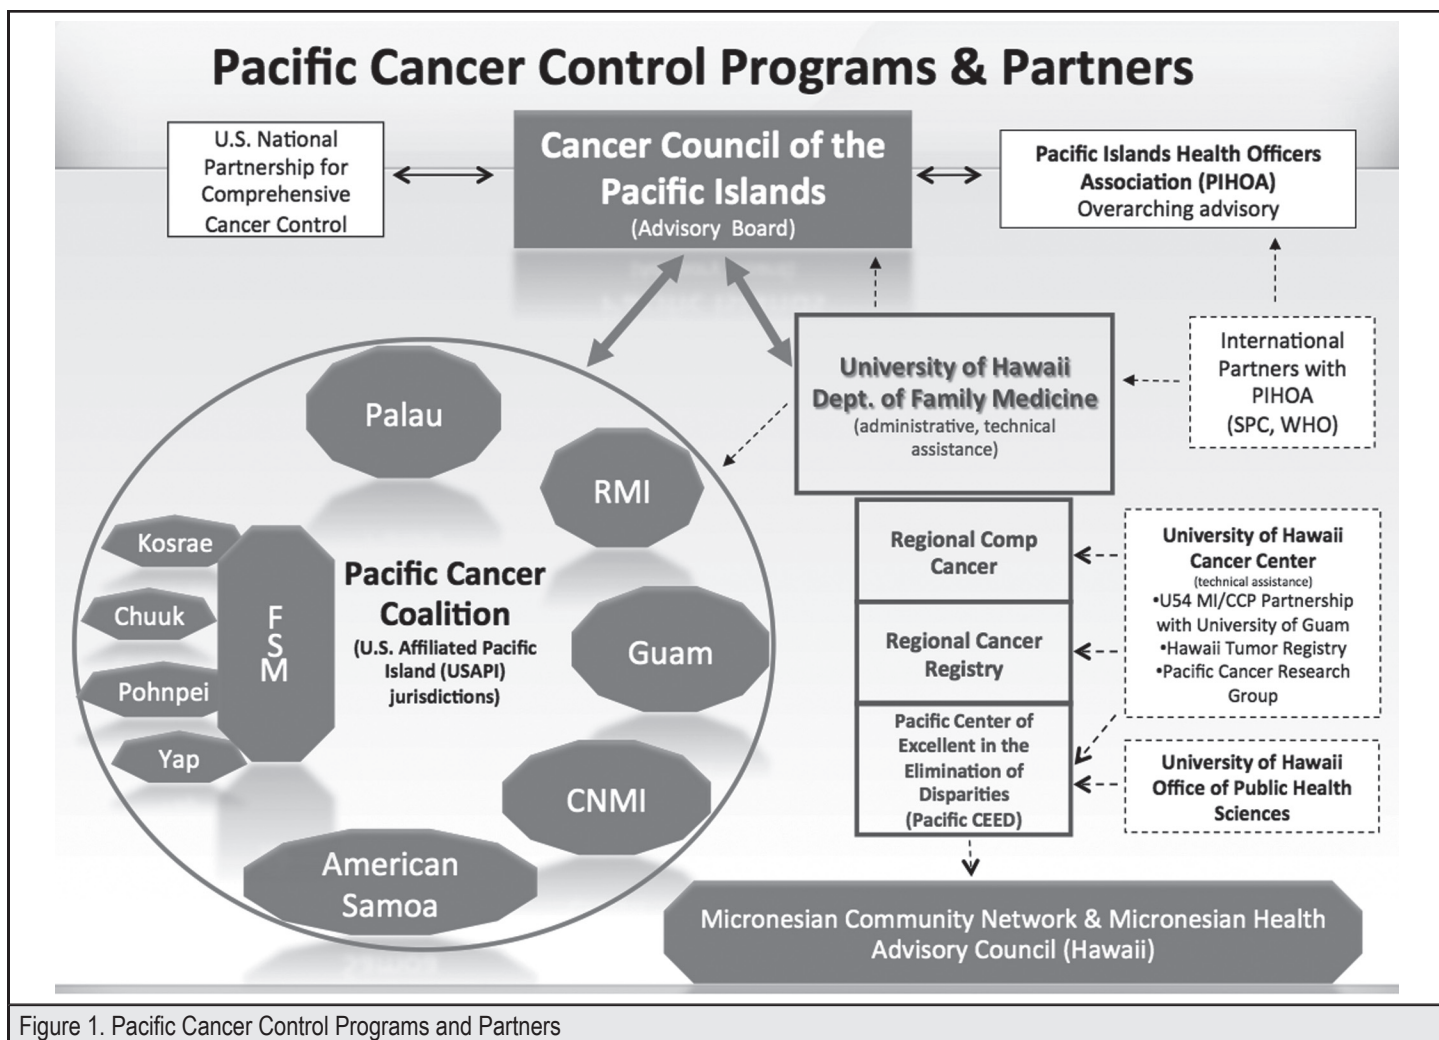 Pacific Cancer Control Programs & Partners
U.S. National
Partnership for
Comprehensive
Cancer Control
Cancer Council of the
Pacific Islands
(Advisory Board)
Pacific Islands Health Officers
Association (PIHOA)
Overarching advisory
University of Hawaii
Dept. of Family Medicine
(administrative, technical
assistance)
International
Partners with
PIHOA
(SPC, WHO)
Palau
RMI
Kosrae
Chuuk
Pohnpei
Yap
F
S
M
Pacific Cancer
Coalition
(U.S. Affiliated Pacific
Island (USAPI)
jurisdictions)
Guam
CNMI
American
Samoa
Regional Comp
Cancer
Regional Cancer
Registry
Pacific Center of
Excellent in the
Elimination of
Disparities
(Pacific CEED)
University of Hawaii
Cancer Center
(technical assistance)
•U54 MI/CCP Partnership
with University of Guam
•Hawaii Tumor Registry
•Pacific Cancer Research
Group
University of Hawaii
Office of Public Health
Sciences
Micronesian Community Network & Micronesian Health
Advisory Council (Hawaii)
Figure 1. Pacific Cancer Control Programs and Partners